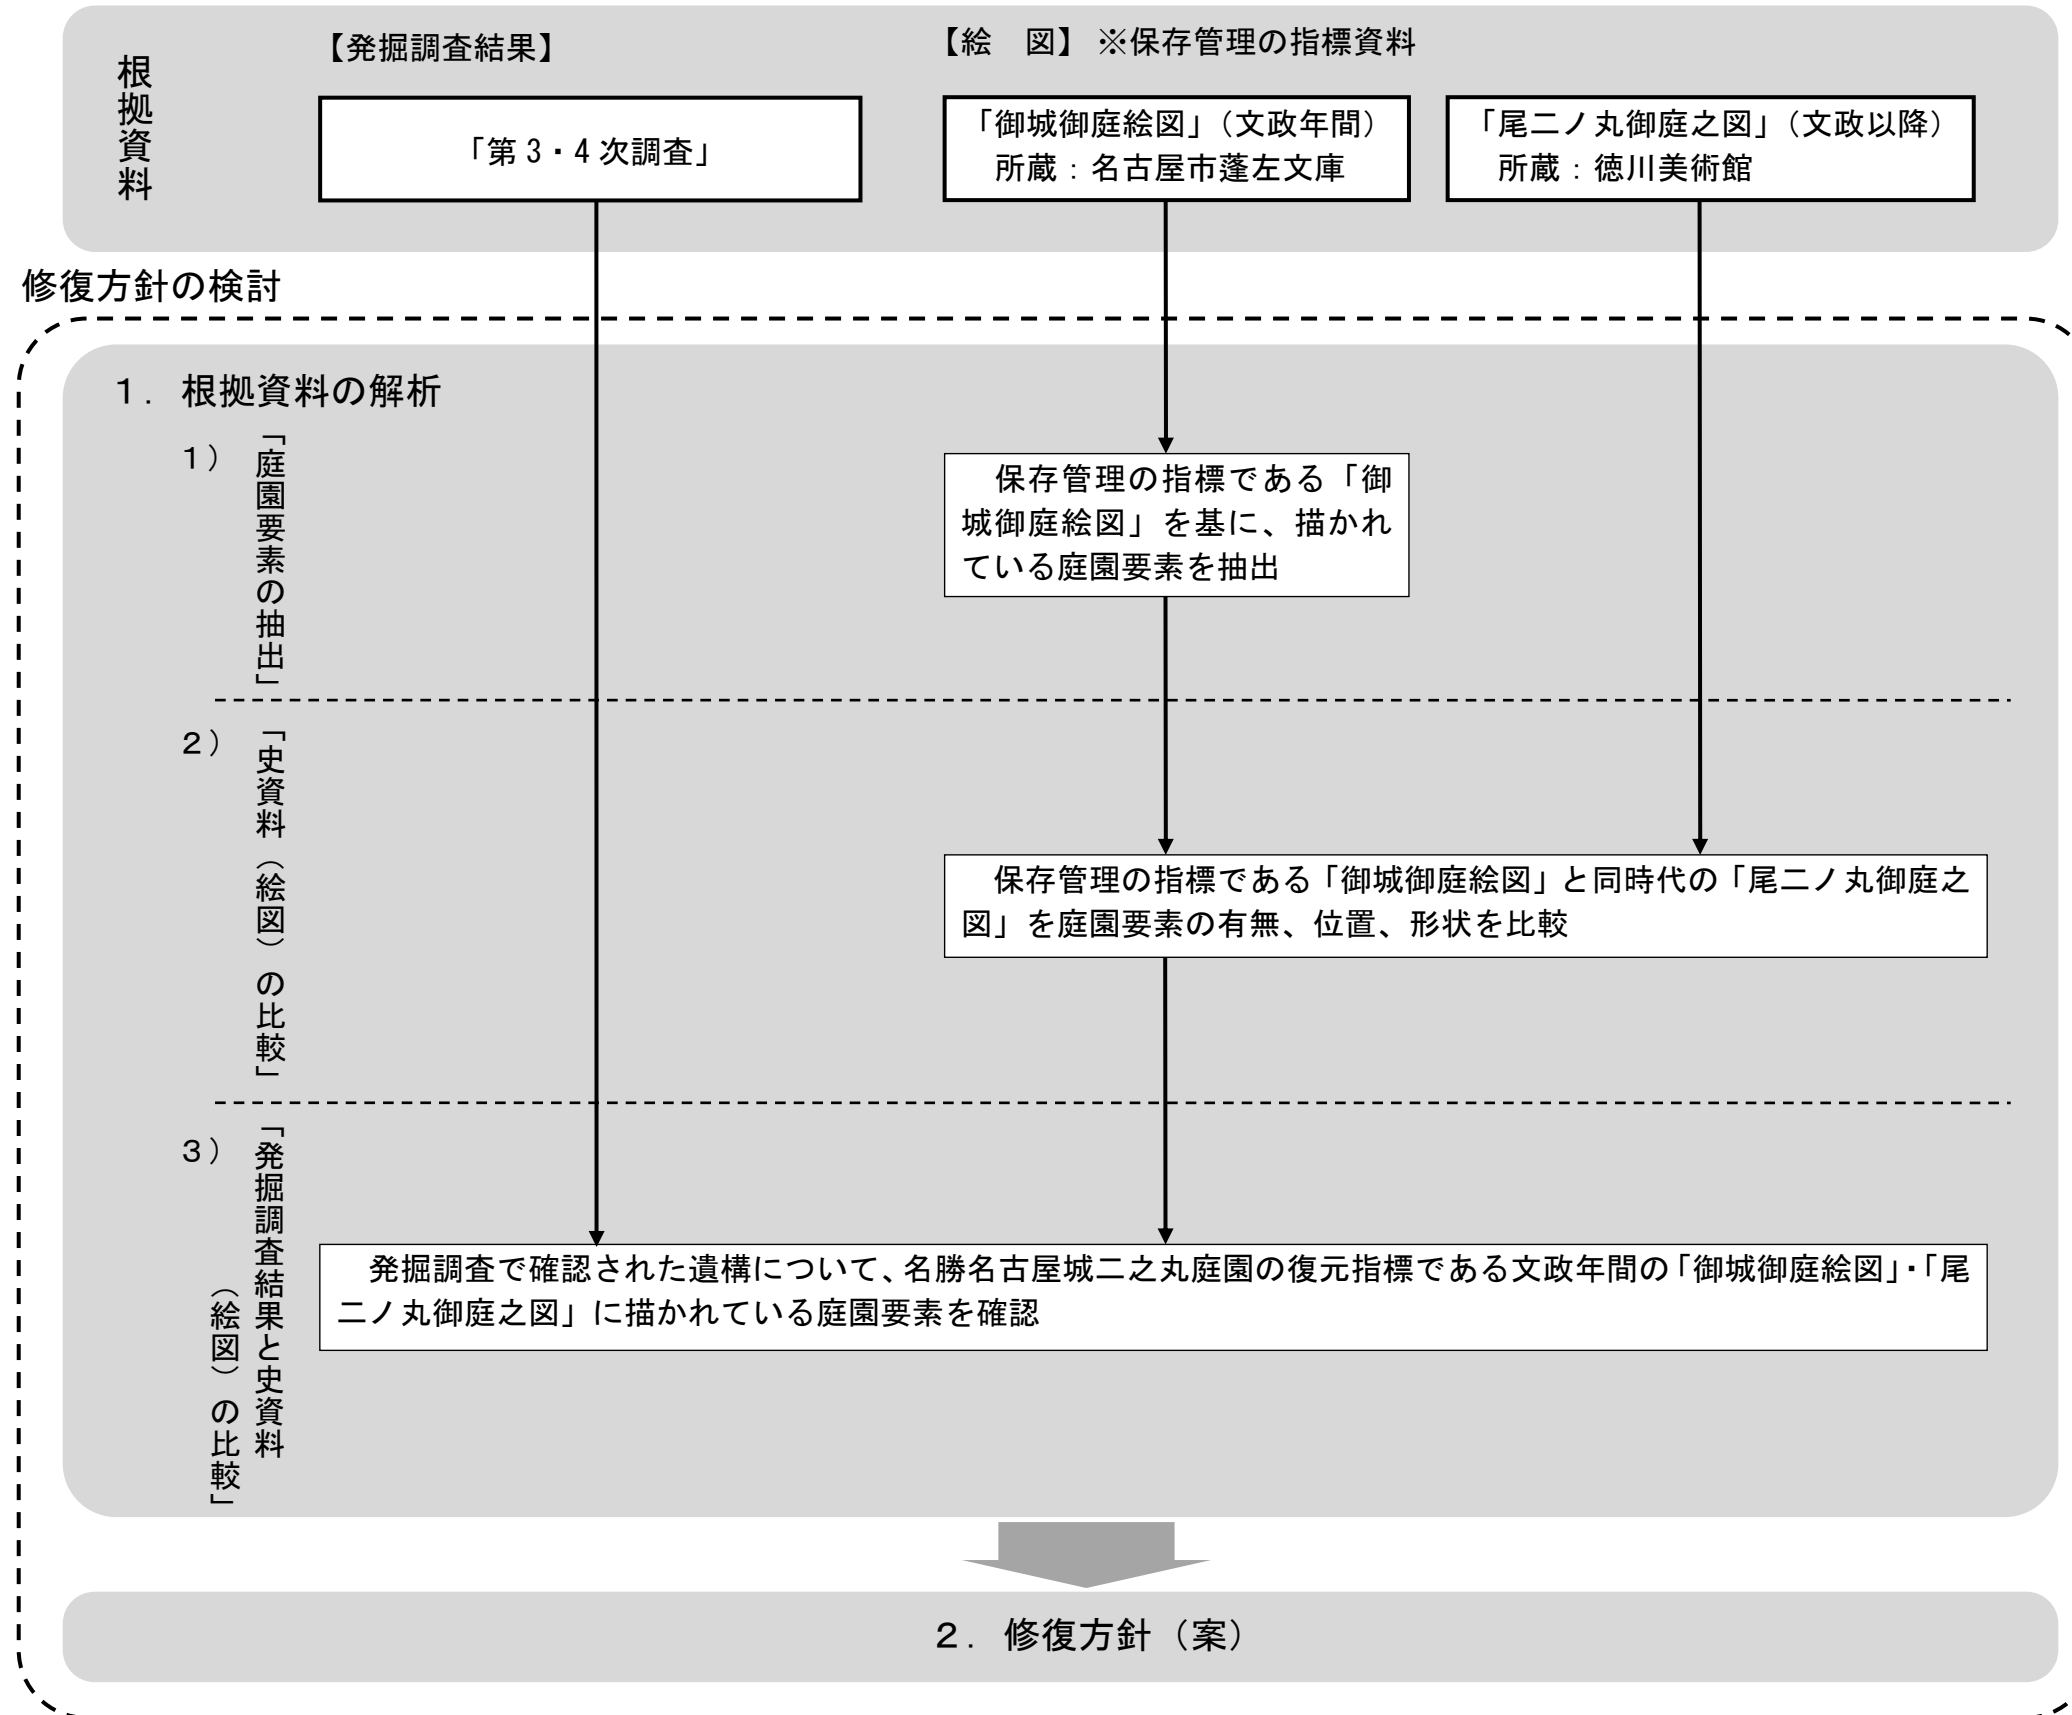 根拠資料
【発掘調査結果】
【絵　図】 ※保存管理の指標資料
「第3・4次調査」
「御城御庭絵図」（文政年間）
所蔵：名古屋市蓬左文庫
「尾二ノ丸御庭之図」（文政以降）
所蔵：徳川美術館
修復方針の検討
１．根拠資料の解析
１）
「庭園要素の抽出」
保存管理の指標である「御
城御庭絵図」を基に、描かれ
ている庭園要素を抽出
２）
「史資料（絵図）の比較」
保存管理の指標である「御城御庭絵図」と同時代の「尾二ノ丸御庭之
図」を庭園要素の有無、位置、形状を比較
３）
「発掘調査結果と史資料
（絵図）の比較」
発掘調査で確認された遺構について、名勝名古屋城二之丸庭園の復元指標である文政年間の「御城御庭絵図」・「尾
二ノ丸御庭之図」に描かれている庭園要素を確認
２．修復方針（案）